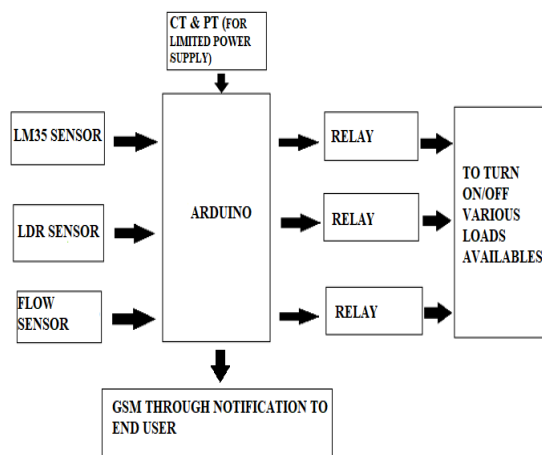 CT & PT (FOR
LIMITED POWER
SUPPLY)
LM35 SENSOR
LDR SENSOR
FLOW
SENSOR
ARDUINO
RELAY
RELAY
RELAY
TO TURN
ON/OFF
VARIOUS
LOADS
AVAILABLES
GSM THROUGH NOTIFICATION TO
END USER